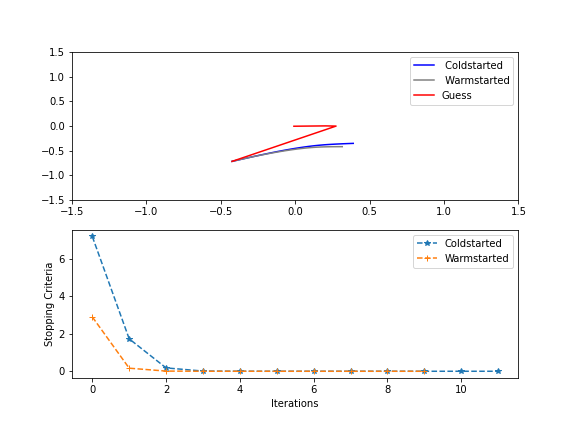 1.5
1.0
0.5
0.0
−0.5
−1.0
−1.5
−1.5 −1.0 −0.5 0.0 0.5 1.0 1.5
Coldstarted
Warmstarted
Guess
Stopping Criteria
6
4
2
0
0 2 4 6 8 10
Coldstarted
Warmstarted
Iterations